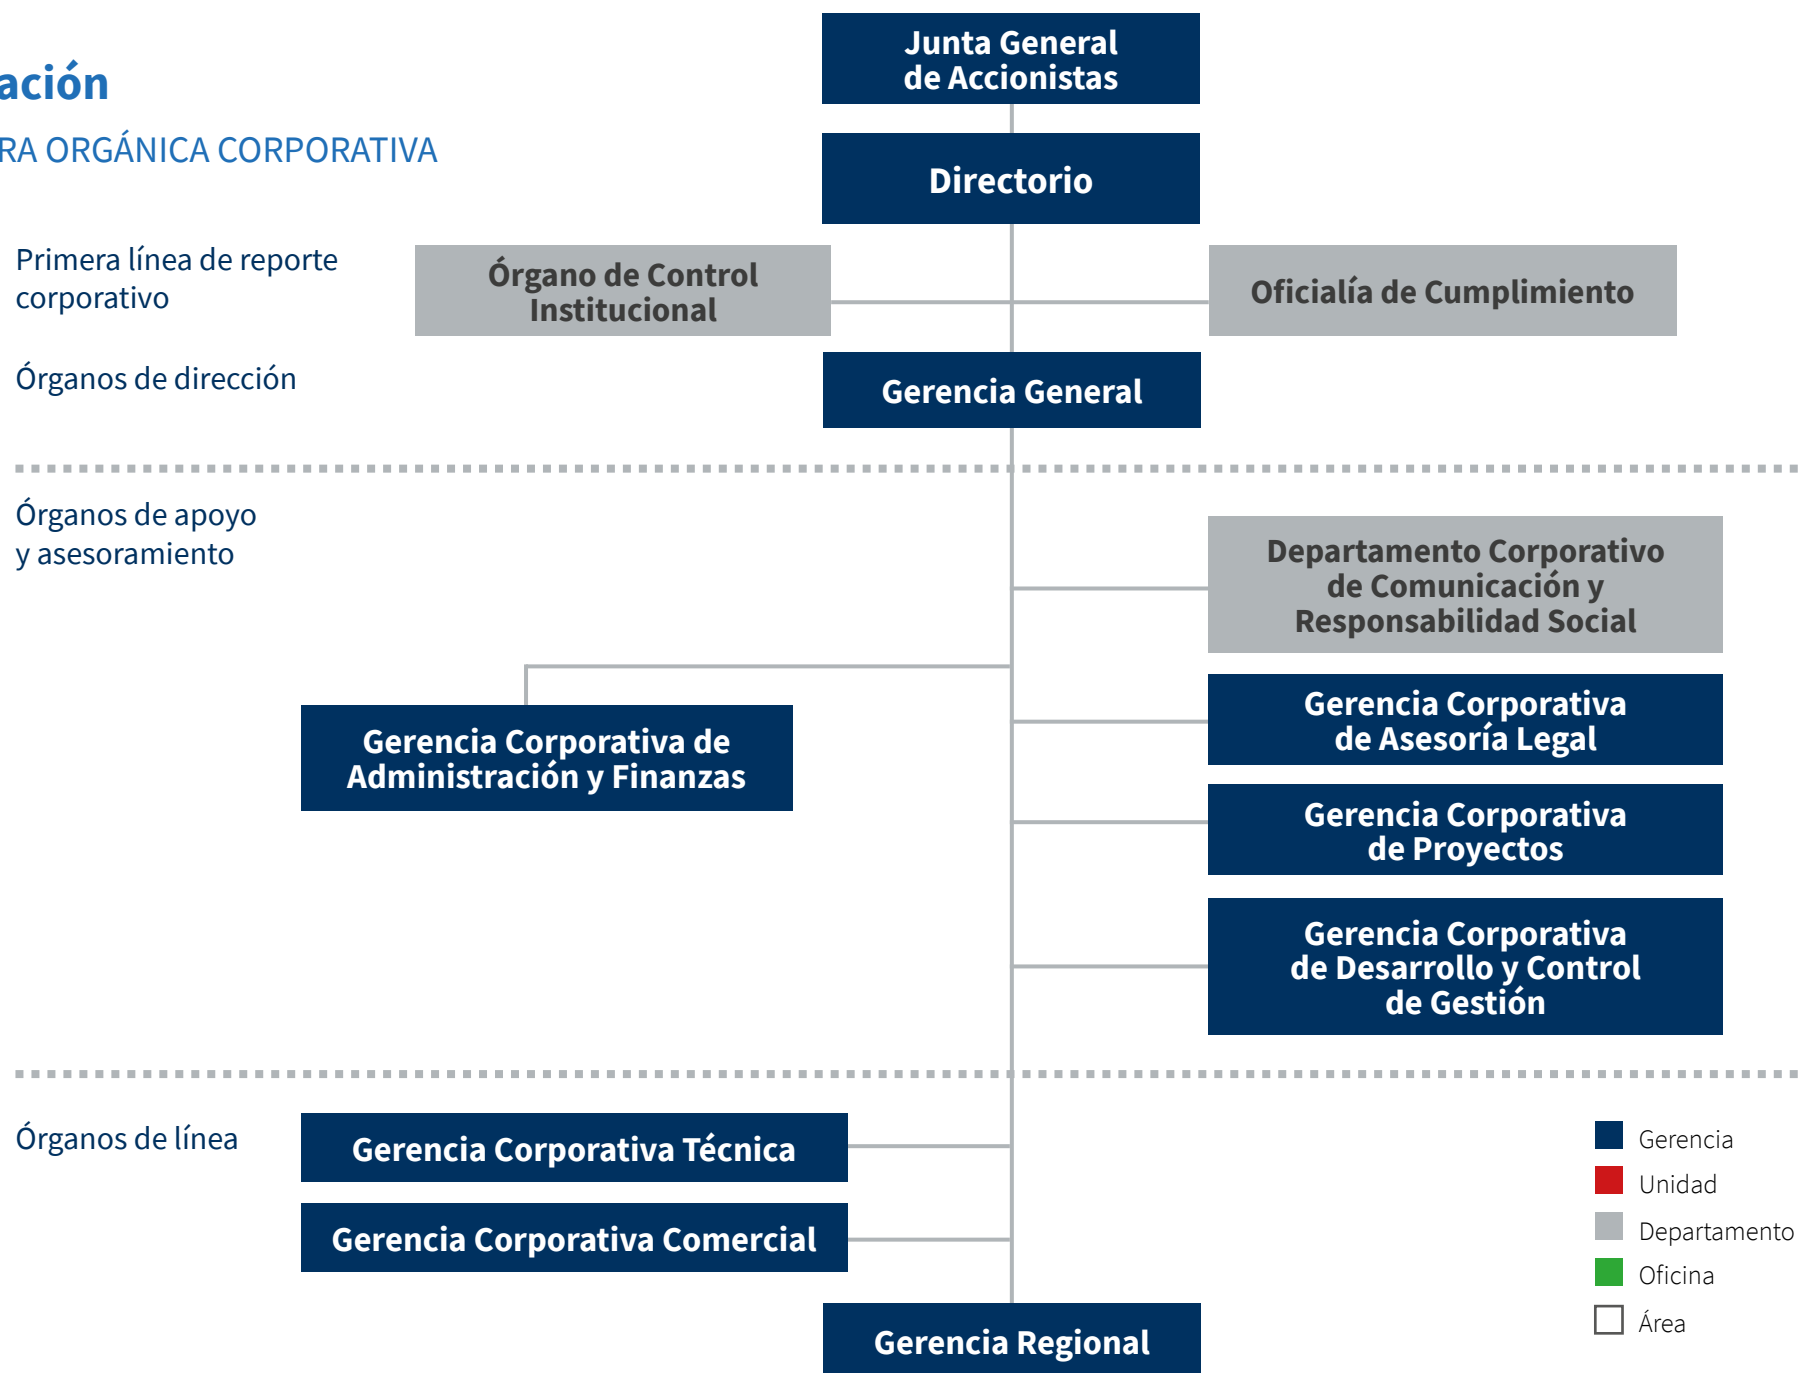 Junta General
de Accionistas
ación
RA ORGÁNICA CORPORATIVA
Directorio
Primera línea de reporte
corporativo
Órgano de Control
Institucional
Oficialía de Cumplimiento
Órganos de dirección
Gerencia General
Órganos de apoyo
y asesoramiento
Departamento Corporativo
de Comunicación y
Responsabilidad Social
Gerencia Corporativa de
Administración y Finanzas
Gerencia Corporativa
de Asesoría Legal
Gerencia Corporativa
de Proyectos
Gerencia Corporativa
de Desarrollo y Control
de Gestión
Órganos de línea
Gerencia Corporativa Técnica
Gerencia Corporativa Comercial
Gerencia Regional
Gerencia
Unidad
Departamento
Oficina
Área